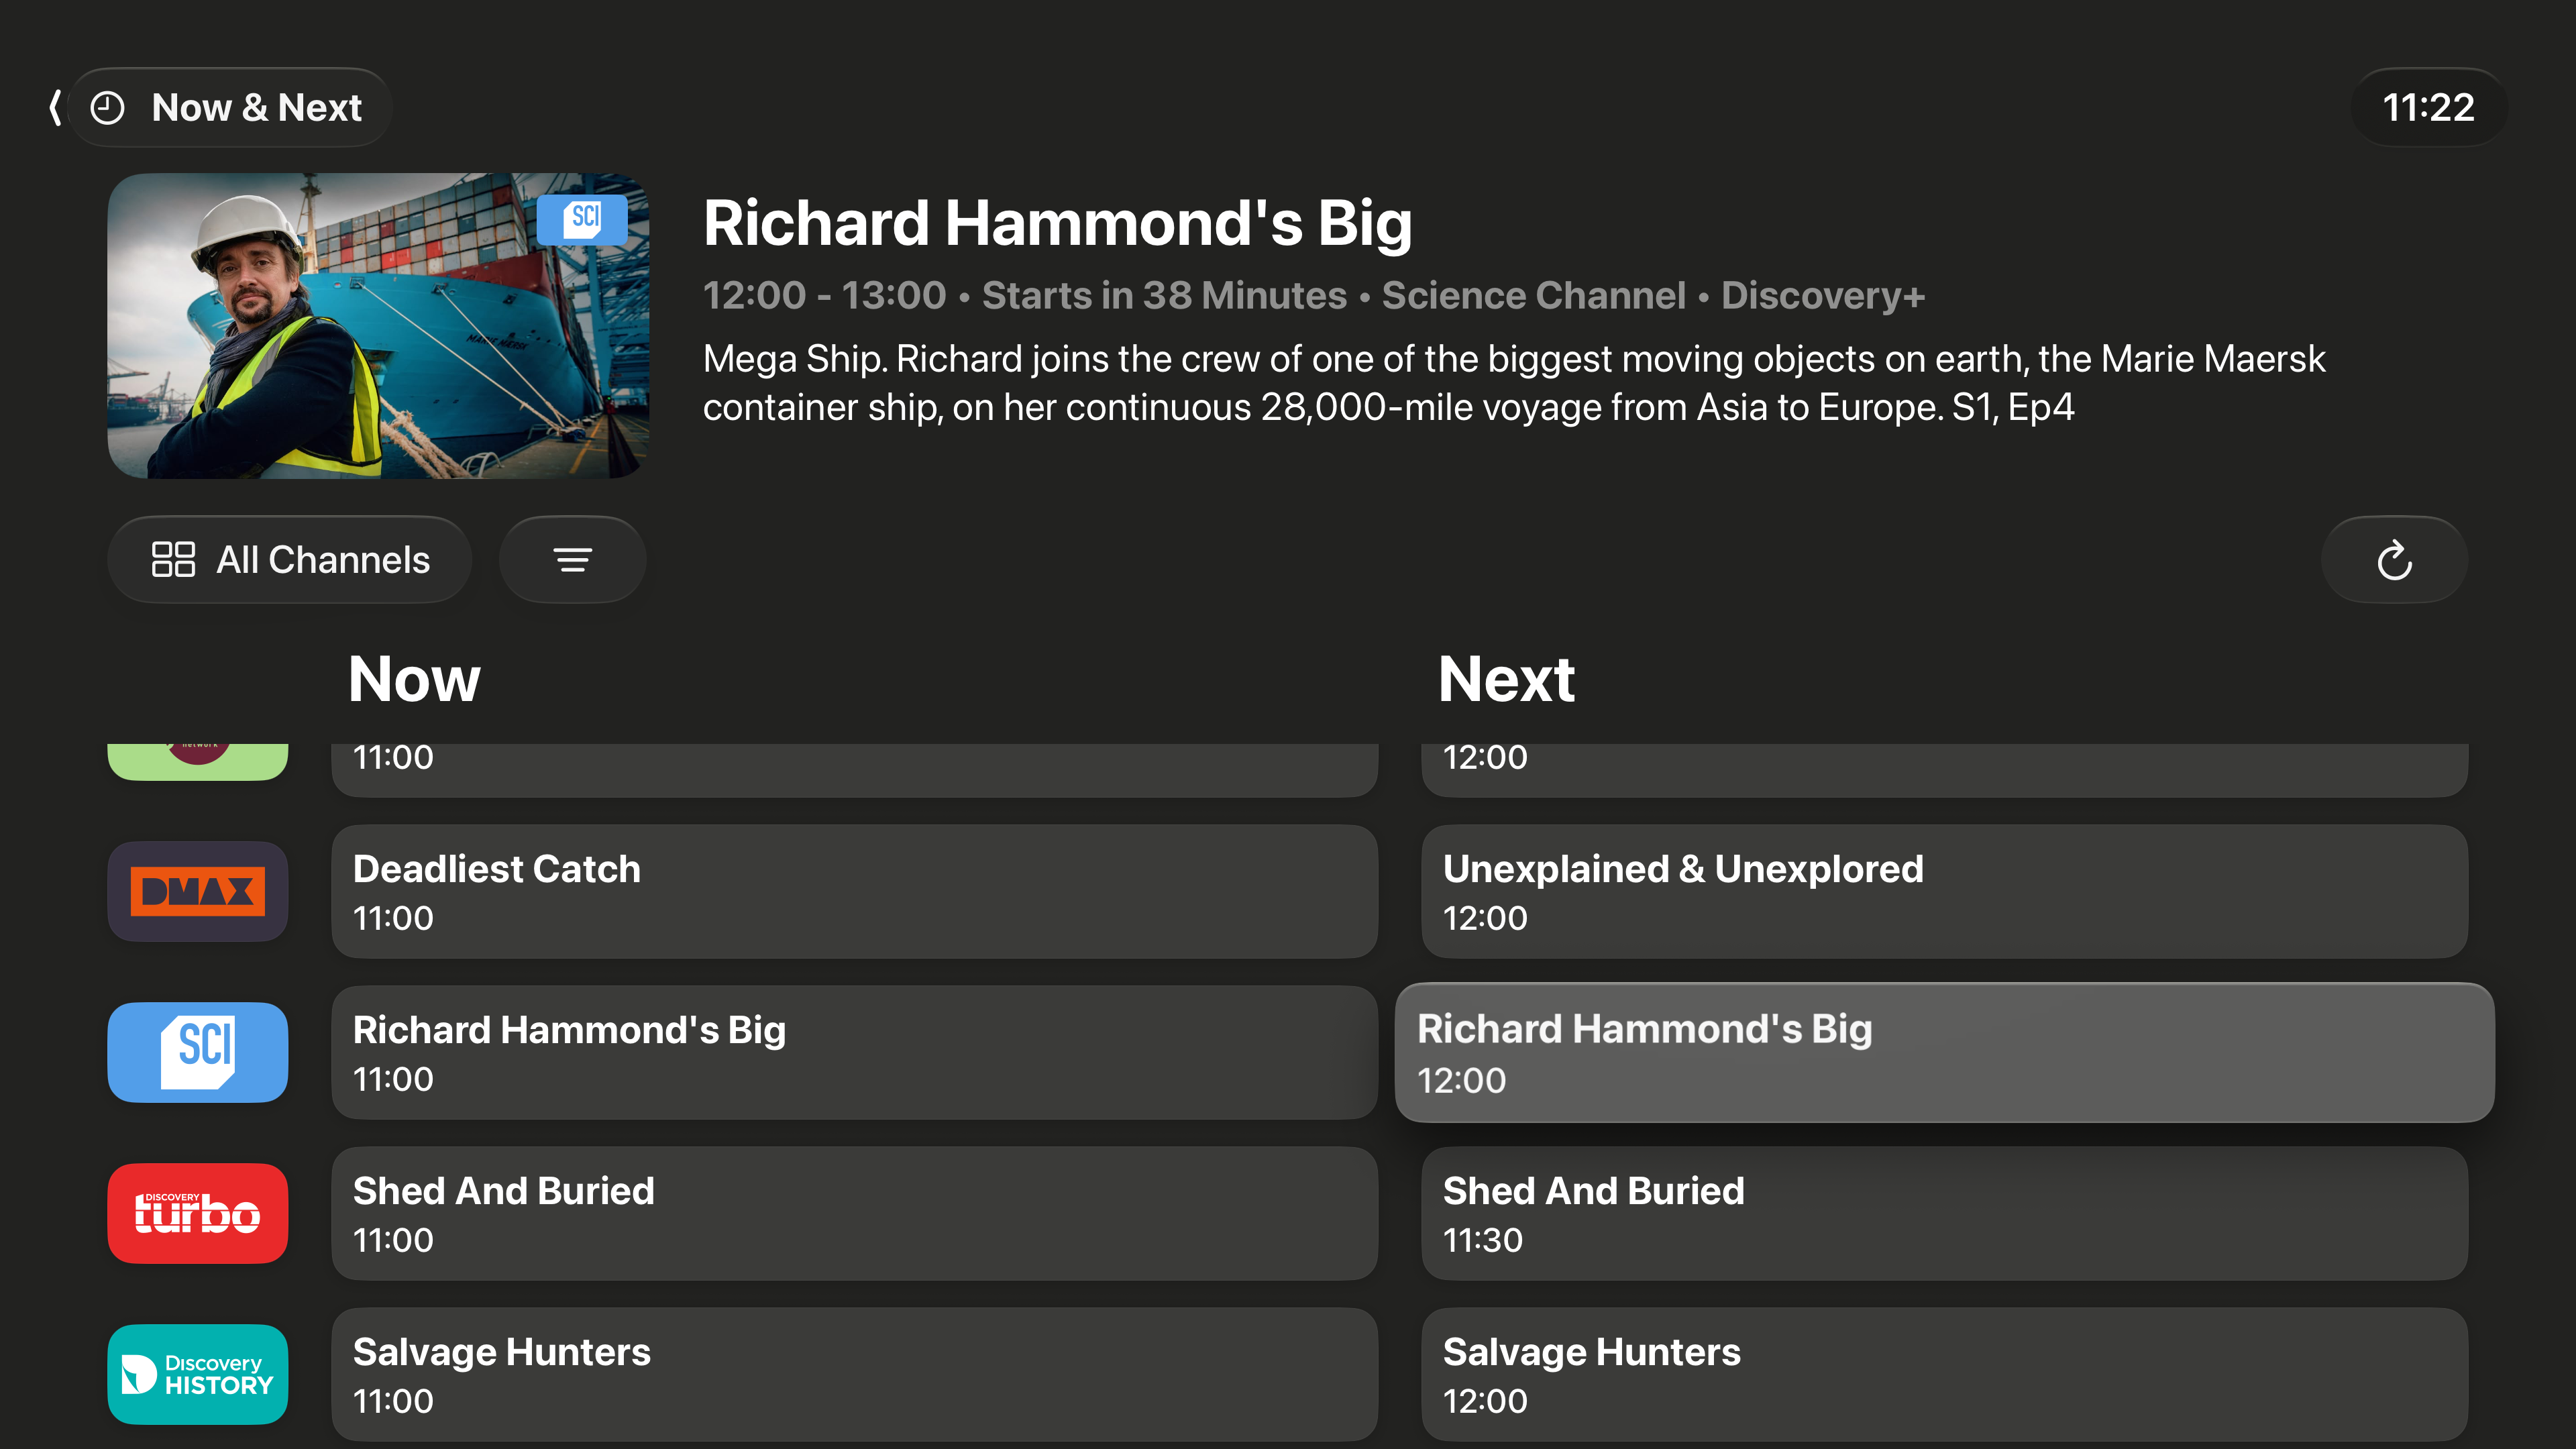 Now & Next
11:22
SCI
MARIE MAERSK
Richard Hammond's Big
12:00 - 13:00 • Starts in 38 Minutes • Science Channel • Discovery+
Mega Ship. Richard joins the crew of one of the biggest moving objects on earth, the Marie Maersk
container ship, on her continuous 28,000-mile voyage from Asia to Europe. S1, Ep4
All Channels
Now
Next
network
11:00
12:00
DMAX
Deadliest Catch
11:00
Unexplained & Unexplored
12:00
SCI
Richard Hammond's Big
11:00
Richard Hammond's Big
12:00
DISCOVERY
turbo
Shed And Buried
11:00
Shed And Buried
11:30
Discovery
HISTORY
Salvage Hunters
11:00
Salvage Hunters
12:00